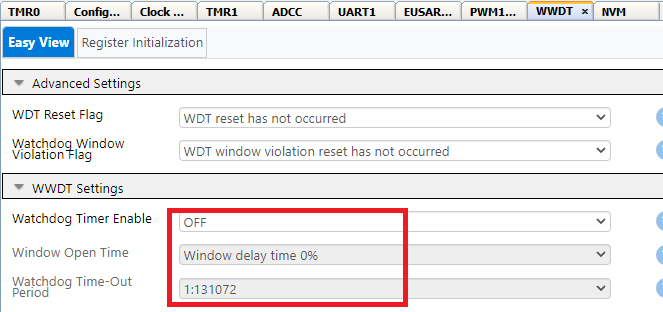 TMR0 Config... Clock ... TMR1 ADCC UART1 EUSAR... PWM1... WWDT × NVM
Easy View Register Initialization
Advanced Settings
WDT Reset Flag WDT reset has not occurred
Watchdog Window
Violation Flag WDT window violation reset has not occurred
WWDT Settings
Watchdog Timer Enable OFF
Window Open Time Window delay time 0%
Watchdog Time-Out
Period 1:131072